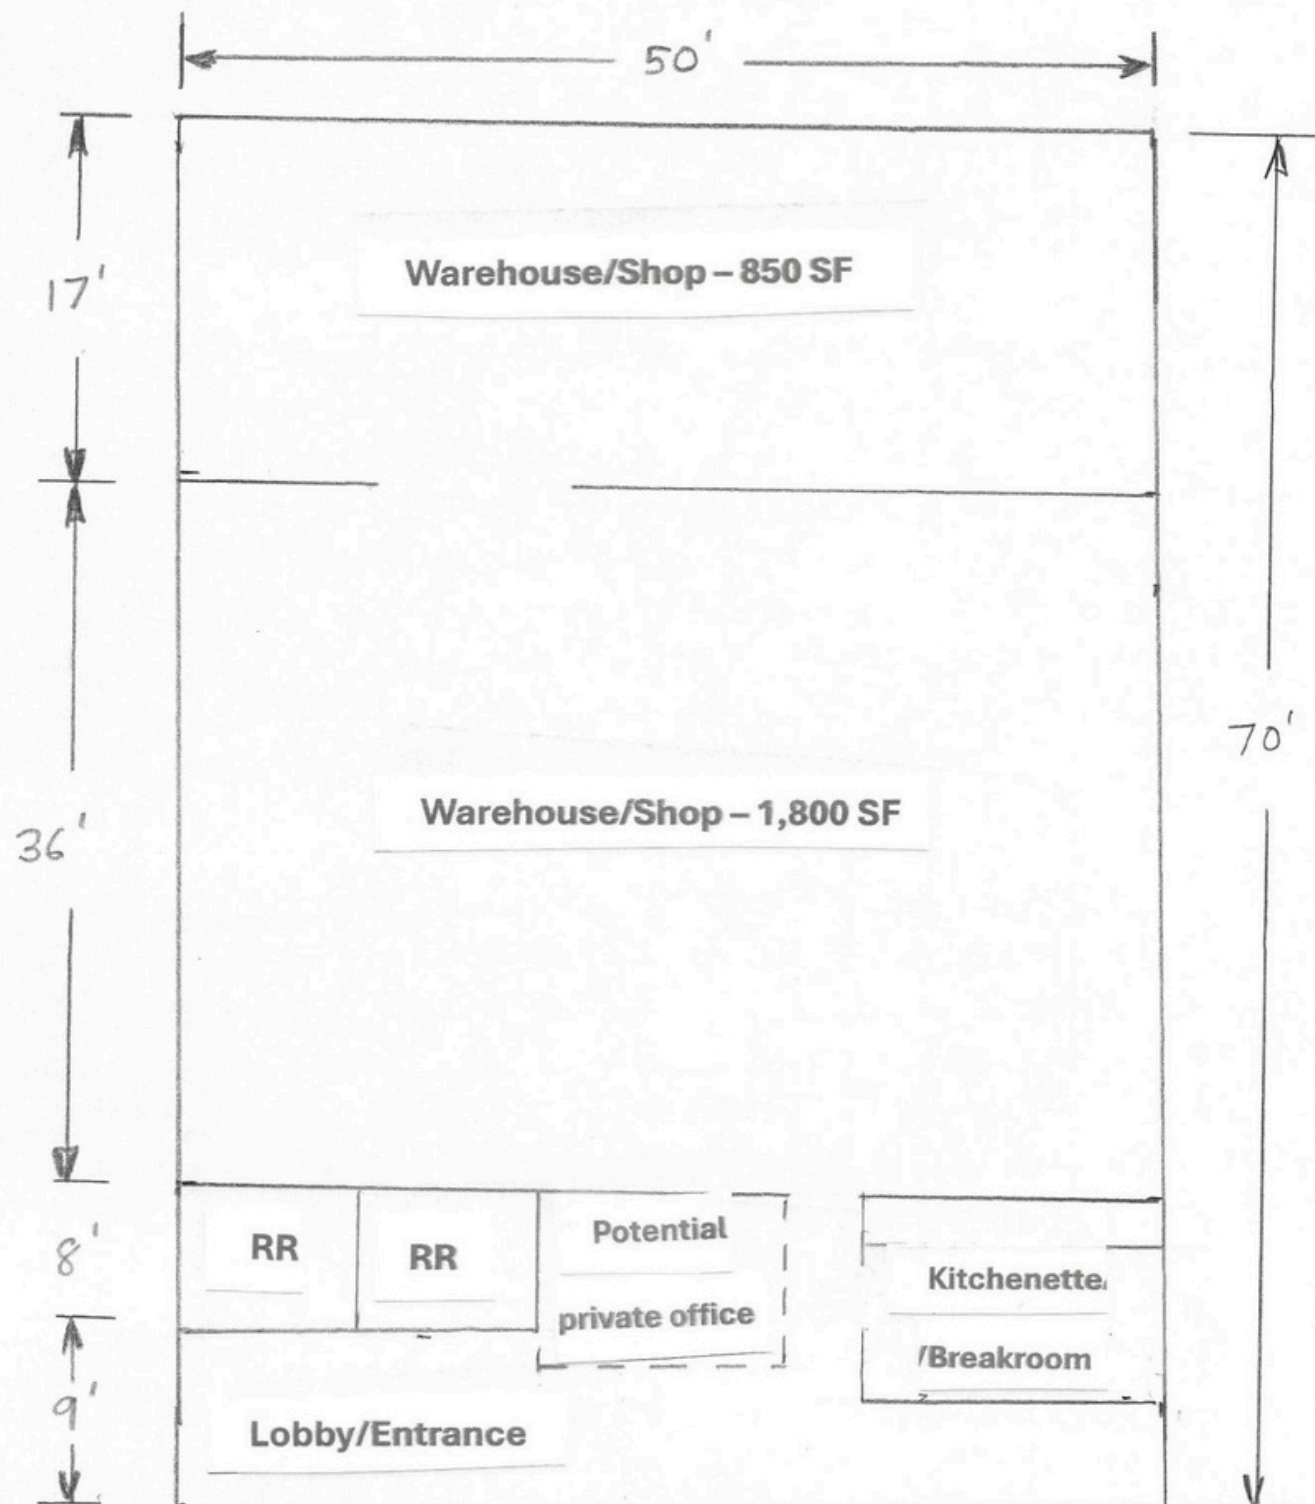 50'
17'
Warehouse/Shop – 850 SF
70'
36'
Warehouse/Shop – 1,800 SF
8'
RR
RR
Potential
private office
Kitchenette/
/Breakroom
9'
Lobby/Entrance